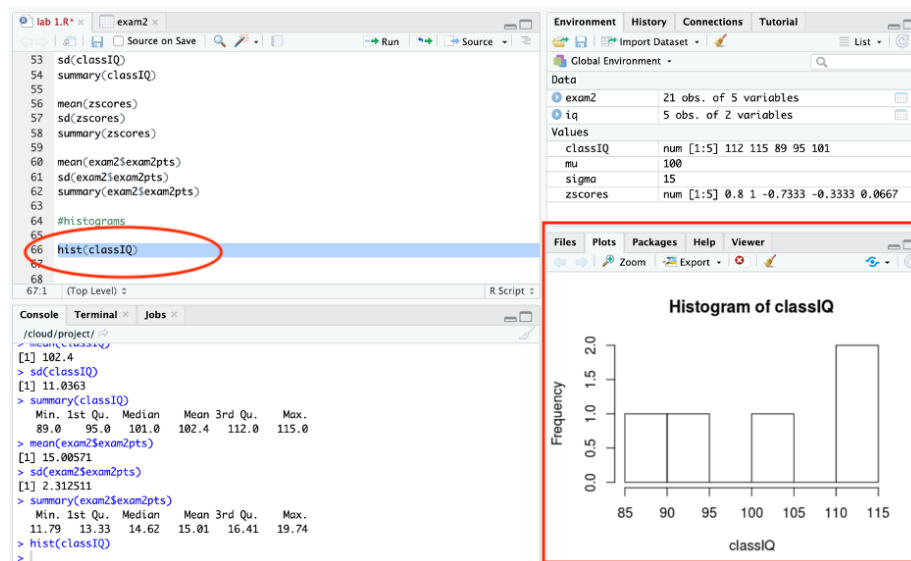 lab 1.R* × exam2 ×
Source on Save Run Source
53 sd(classIQ)
54 summary(classIQ)
55
56 mean(zscores)
57 sd(zscores)
58 summary(zscores)
59
60 mean(exam2$exam2pts)
61 sd(exam2$exam2pts)
62 summary(exam2$exam2pts)
63
64 #histograms
65
66 hist(classIQ)
67
68
67:1 (Top Level) R Script
Console Terminal × Jobs ×
/cloud/project/
> mean(classIQ)
[1] 102.4
> sd(classIQ)
[1] 11.0363
> summary(classIQ)
Min. 1st Qu. Median Mean 3rd Qu. Max.
89.0 95.0 101.0 102.4 112.0 115.0
> mean(exam2$exam2pts)
[1] 15.00571
> sd(exam2$exam2pts)
[1] 2.312511
> summary(exam2$exam2pts)
Min. 1st Qu. Median Mean 3rd Qu. Max.
11.79 13.33 14.62 15.01 16.41 19.74
> hist(classIQ)
>
Environment History Connections Tutorial
Import Dataset List
Global Environment
Data
exam2 21 obs. of 5 variables
iq 5 obs. of 2 variables
Values
classIQ num [1:5] 112 115 89 95 101
mu 100
sigma 15
zscores num [1:5] 0.8 1 -0.7333 -0.3333 0.0667
Files Plots Packages Help Viewer
Zoom Export
Histogram of classIQ
Frequency
2.0
1.5
1.0
0.5
0.0
85 90 95 100 105 110 115
classIQ